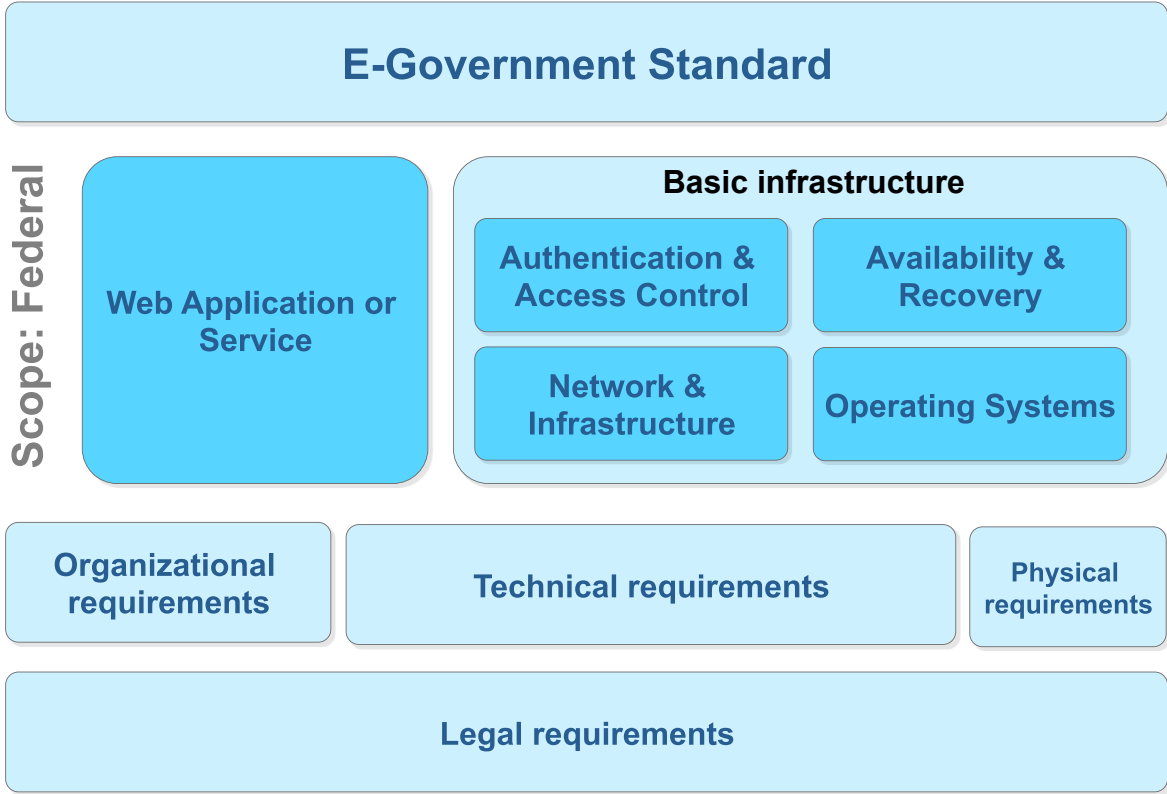 E-Government Standard
Scope: Federal
Web Application or
Service
Basic infrastructure
Authentication &
Access Control
Availability &
Recovery
Network &
Infrastructure
Operating Systems
Organizational
requirements
Technical requirements
Physical
requirements
Legal requirements